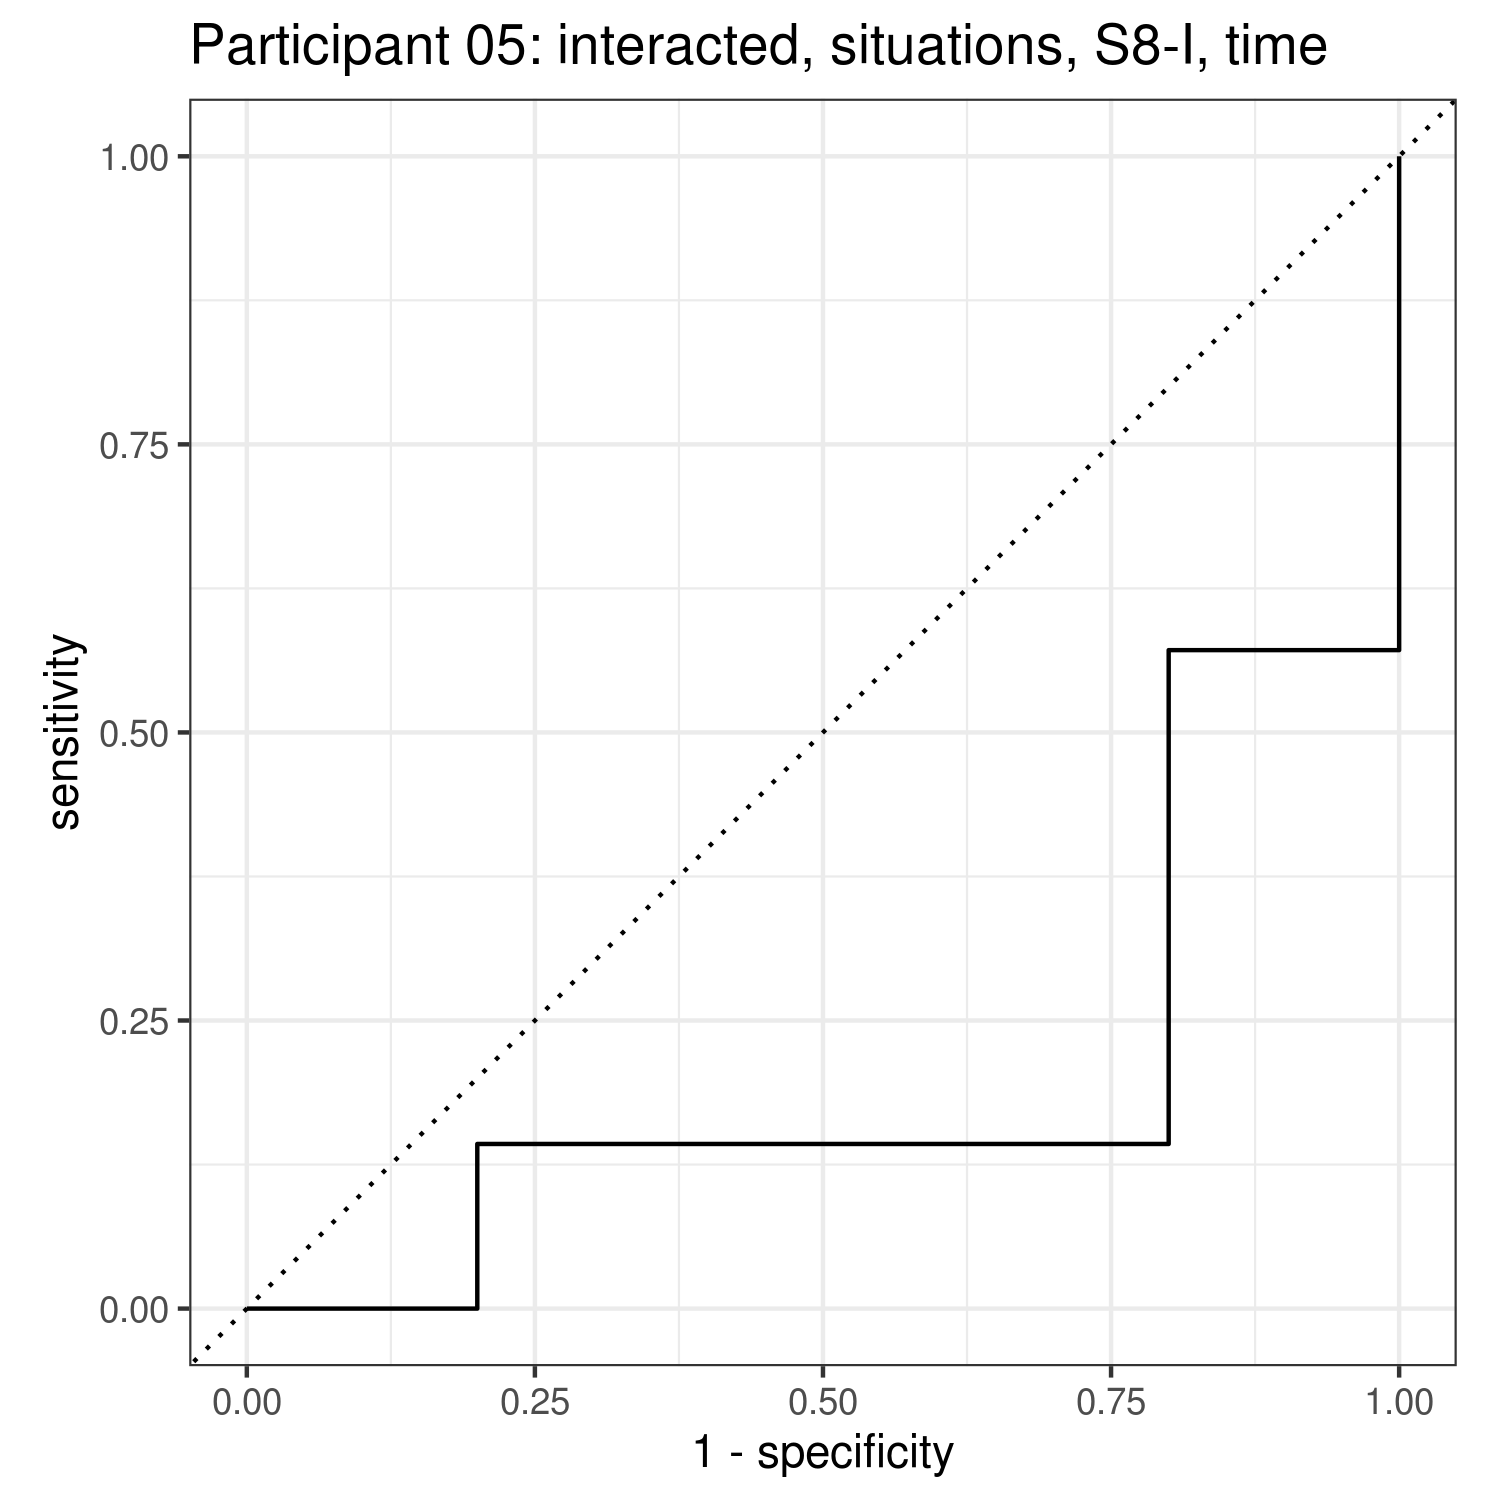 Participant 05: interacted, situations, S8-I, time
1.00
0.75
0.50
0.25
0.00
sensitivity
0.00 0.25 0.50 0.75 1.00
1 - specificity